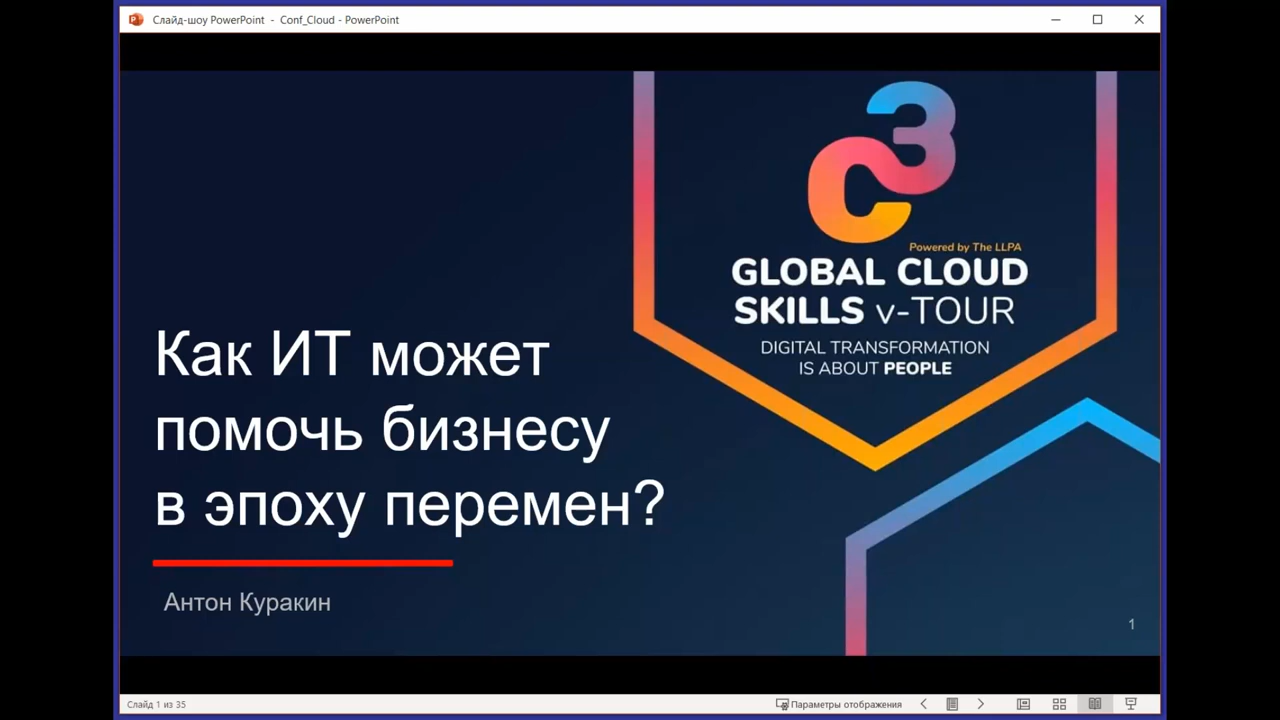 Слайд-шоу PowerPoint - Conf_Cloud - PowerPoint
C3
Powered by The LLPA
GLOBAL CLOUD
SKILLS v-TOUR
DIGITAL TRANSFORMATION
IS ABOUT PEOPLE
Как ИТ может
помочь бизнесу
в эпоху перемен?
Антон Куракин
1
Слайд 1 из 35
Параметры отображения